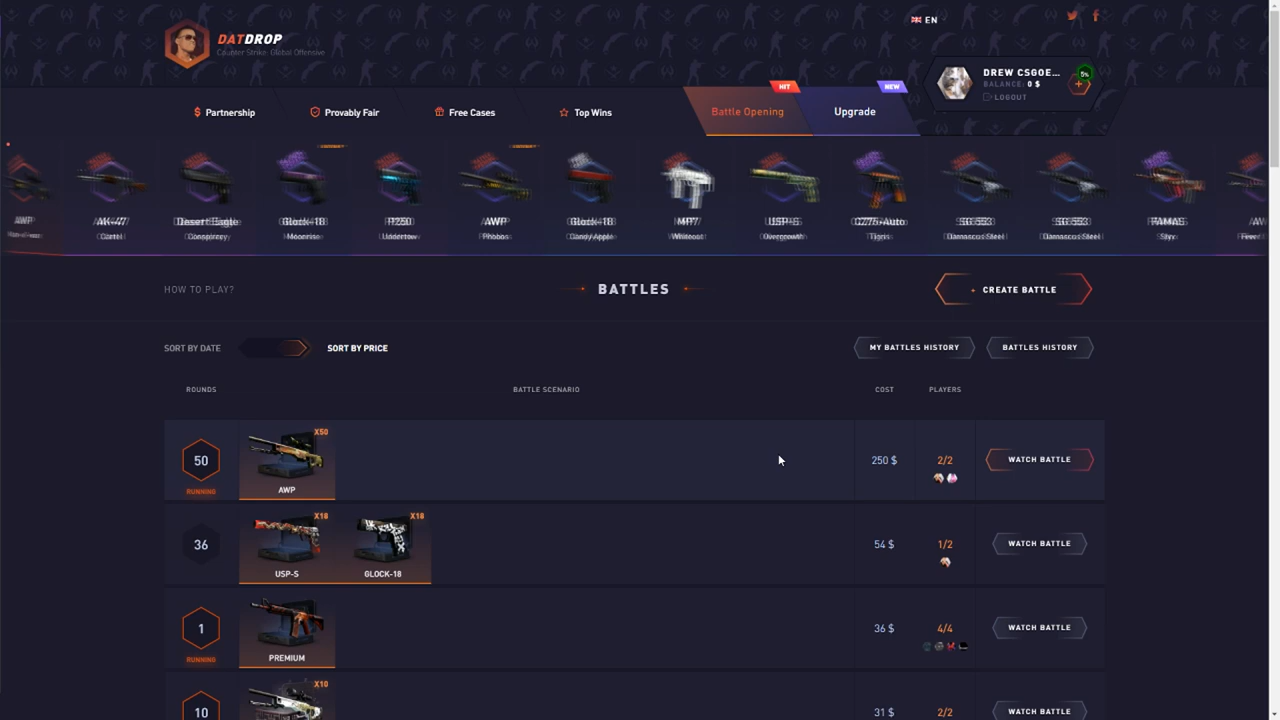 EN
DATDROP
Counter Strike: Global Offensive
DREW CSGOE...
5%
BALANCE: 0 $
LOGOUT
HIT
NEW
Partnership
Provably Fair
Free Cases
Top Wins
Battle Opening
Upgrade
AWP
AK-47
Desert Eagle
Glock-18
P250
AWP
Glock-18
MP7
USP-S
CZ75-Auto
SG 553
SG 553
FAMAS
Cartel
Conspiracy
Moonrise
Undertow
Phobos
Candy Apple
Whiteout
Overgrowth
Tigris
Damascus Steel
Damascus Steel
HOW TO PLAY?
BATTLES
+ CREATE BATTLE
SORT BY DATE
SORT BY PRICE
MY BATTLES HISTORY
BATTLES HISTORY
ROUNDS
BATTLE SCENARIO
COST
PLAYERS
50
RUNNING
X50
AWP
250 $
2/2
WATCH BATTLE
36
X18
USP-S
X18
GLOCK-18
54 $
1/2
WATCH BATTLE
1
RUNNING
PREMIUM
36 $
4/4
WATCH BATTLE
10
X10
31 $
2/2
WATCH BATTLE